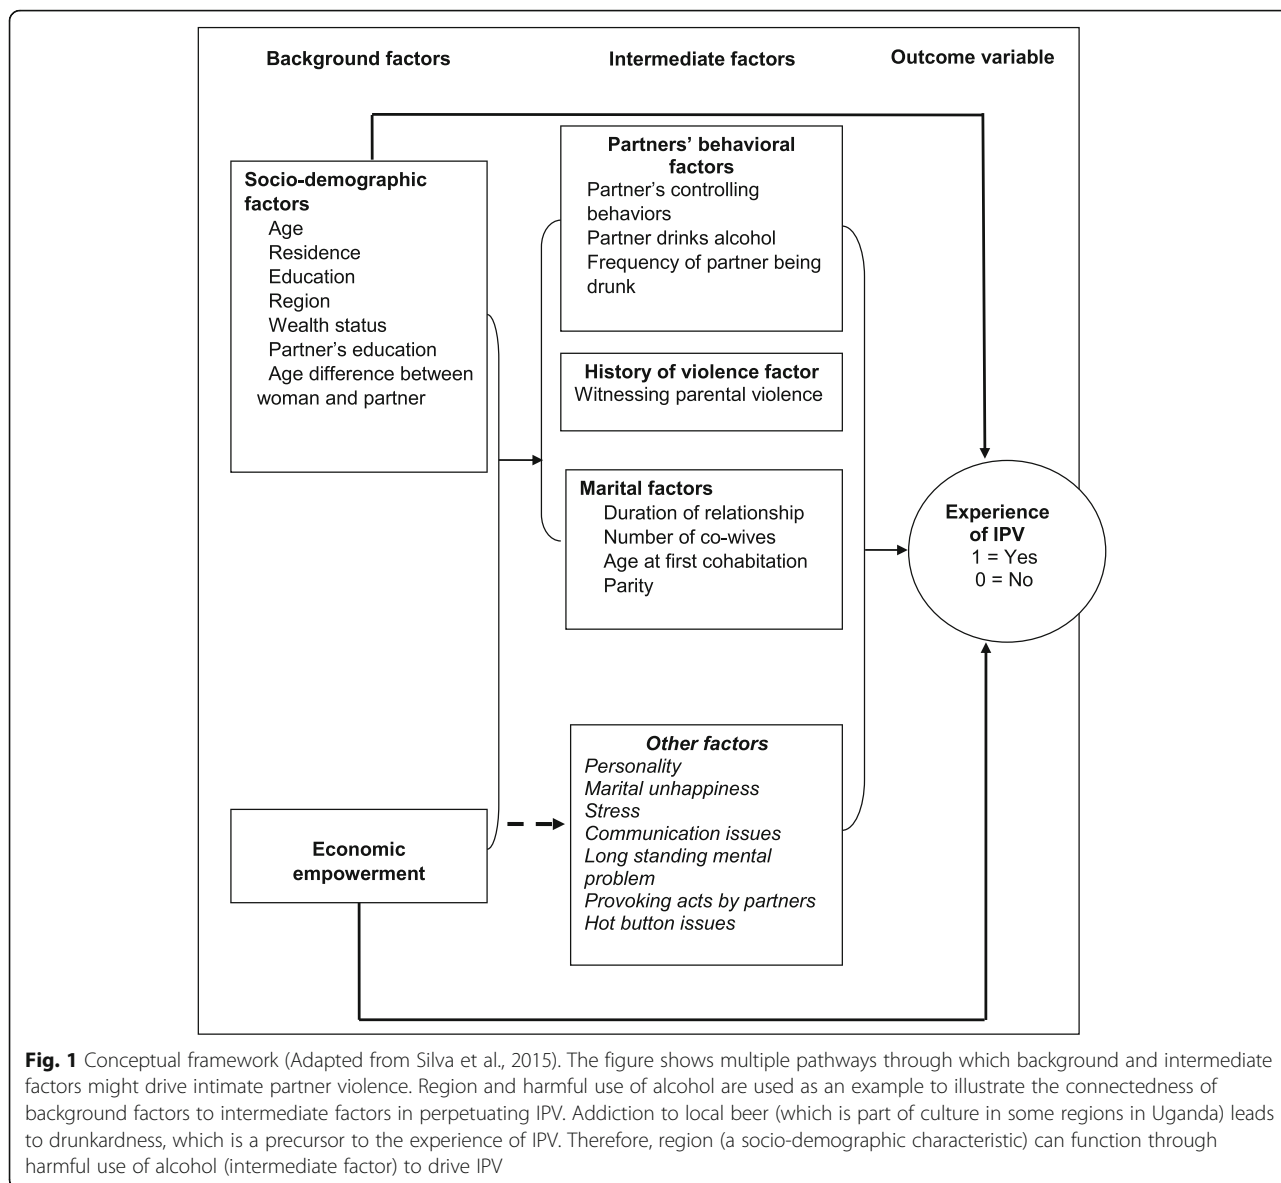 Background factors
Intermediate factors
Outcome variable
Socio-demographic
factors
Age
Residence
Education
Region
Wealth status
Partner's education
Age difference between
woman and partner
Economic
empowerment
Partners' behavioral
factors
Partner's controlling
behaviors
Partner drinks alcohol
Frequency of partner being
drunk
History of violence factor
Witnessing parental violence
Marital factors
Duration of relationship
Number of co-wives
Age at first cohabitation
Parity
Other factors
Personality
Marital unhappiness
Stress
Communication issues
Long standing mental
problem
Provoking acts by partners
Hot button issues
Experience
of IPV
1 = Yes
0 = No
Fig. 1 Conceptual framework (Adapted from Silva et al., 2015). The figure shows multiple pathways through which background and intermediate
factors might drive intimate partner violence. Region and harmful use of alcohol are used as an example to illustrate the connectedness of
background factors to intermediate factors in perpetuating IPV. Addiction to local beer (which is part of culture in some regions in Uganda) leads
to drunkardness, which is a precursor to the experience of IPV. Therefore, region (a socio-demographic characteristic) can function through
harmful use of alcohol (intermediate factor) to drive IPV